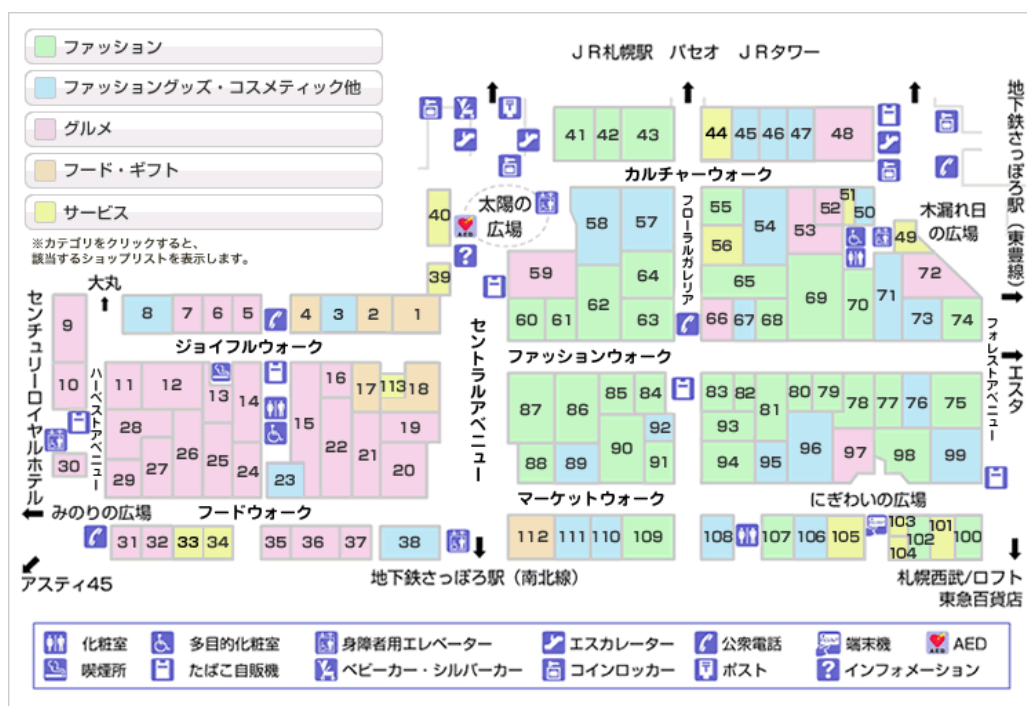 ファッション
ファッショングッズ・コスメティック他
グルメ
フード・ギフト
サービス
※カテゴリをクリックすると、
該当するショップリストを表示します。
JR札幌駅 パセオ JRタワー
地下鉄さっぽろ駅(東豊線)
41 42 43
44 45 46 47 48
カルチャーウォーク
40
太陽の
広場
AED
39
58 57
59
62 64
60 61 63
フローラルガレリア
55
56
54
53
52
51
50
49
木漏れ日
の広場
65
66 67 68
69
70
71
72
73 74
大丸
センチュリーロイヤルホテル
9
10
30
8 7 6 5
4 3 2 1
ジョイフルウォーク
ハーベストアベニュー
セントラルアベニュー
ファッションウォーク
フォレストアベニュー
エスタ
11 12 13 14
15 16 17 113 18
28 19
29 27 26 25 24
23 22 21 20
87 86 85 84
92
88 89 90 91
83 82 81 80 79 78 77 76 75
93
94 95 96 97 98 99
みのりの広場
フードウォーク
マーケットウォーク
にぎわいの広場
31 32 33 34
35 36 37 38
112 111 110 109
108 107 106 105
103
104
102
101
100
アスティ45
地下鉄さっぽろ駅(南北線)
札幌西武/ロフト
東急百貨店
化粧室
多目的化粧室
身障者用エレベーター
エスカレーター
公衆電話
端末機
AED
AED
喫煙所
たばこ自販機
ベビーカー・シルバーカー
コインロッカー
ポスト
インフォメーション